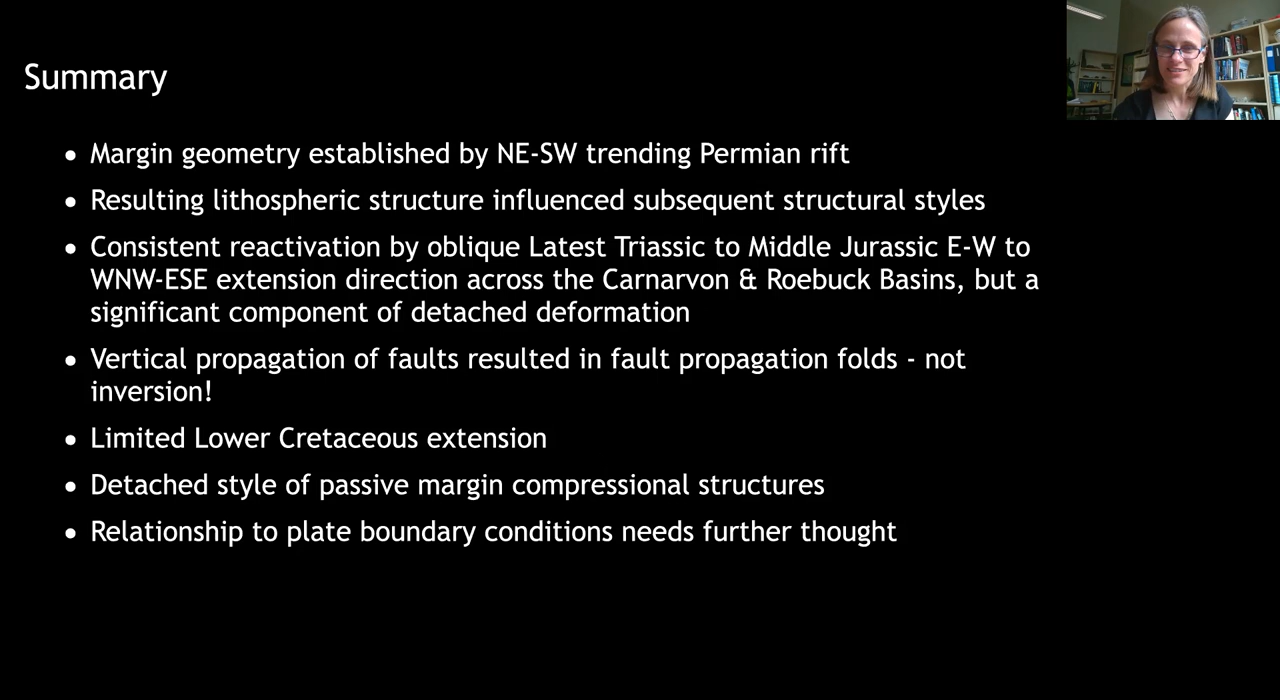 Summary
• Margin geometry established by NE-SW trending Permian rift
• Resulting lithospheric structure influenced subsequent structural styles
• Consistent reactivation by oblique Latest Triassic to Middle Jurassic E-W to
WNW-ESE extension direction across the Carnarvon & Roebuck Basins, but a
significant component of detached deformation
• Vertical propagation of faults resulted in fault propagation folds - not
inversion!
• Limited Lower Cretaceous extension
• Detached style of passive margin compressional structures
• Relationship to plate boundary conditions needs further thought